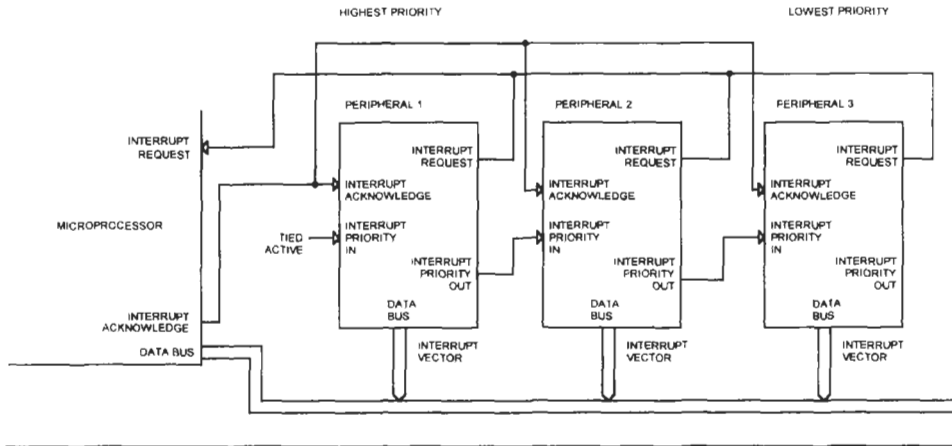 HIGHEST PRIORITY
LOWEST PRIORITY
PERIPHERAL 1
PERIPHERAL 2
PERIPHERAL 3
INTERRUPT
REQUEST
MICROPROCESSOR
INTERRUPT
ACKNOWLEDGE
DATA BUS
INTERRUPT
REQUEST
INTERRUPT
ACKNOWLEDGE
TIED
ACTIVE
INTERRUPT
PRIORITY
IN
INTERRUPT
PRIORITY
OUT
DATA
BUS
INTERRUPT
VECTOR
INTERRUPT
REQUEST
INTERRUPT
ACKNOWLEDGE
INTERRUPT
PRIORITY
IN
INTERRUPT
PRIORITY
OUT
DATA
BUS
INTERRUPT
VECTOR
INTERRUPT
REQUEST
INTERRUPT
ACKNOWLEDGE
INTERRUPT
PRIORITY
IN
INTERRUPT
PRIORITY
OUT
DATA
BUS
INTERRUPT
VECTOR